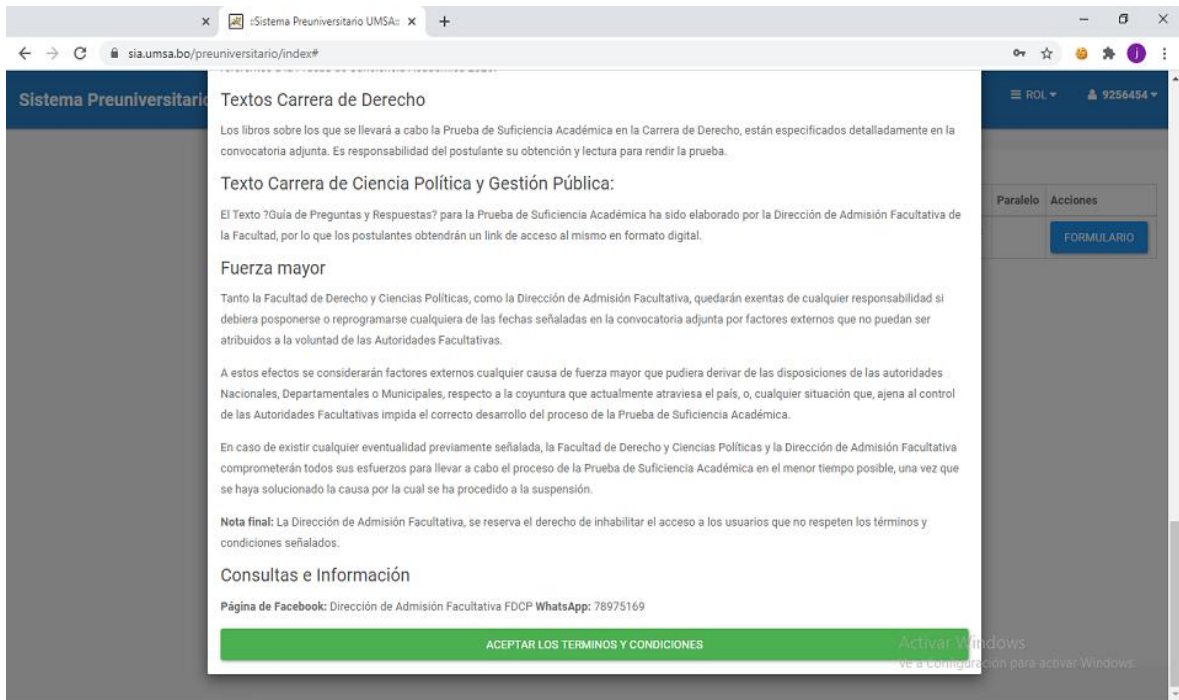 ::Sistema Preuniversitario UMSA::
sia.umsa.bo/preuniversitario/index#
Sistema Preuniversitario
ROL
9256454
Textos Carrera de Derecho
Los libros sobre los que se llevará a cabo la Prueba de Suficiencia Académica en la Carrera de Derecho, están especificados detalladamente en la
convocatoria adjunta. Es responsabilidad del postulante su obtención y lectura para rendir la prueba.
Texto Carrera de Ciencia Política y Gestión Pública:
El Texto ?Guía de Preguntas y Respuestas? para la Prueba de Suficiencia Académica ha sido elaborado por la Dirección de Admisión Facultativa de
la Facultad, por lo que los postulantes obtendrán un link de acceso al mismo en formato digital.
Paralelo Acciones
FORMULARIO
Fuerza mayor
Tanto la Facultad de Derecho y Ciencias Políticas, como la Dirección de Admisión Facultativa, quedarán exentas de cualquier responsabilidad si
debiera posponerse o reprogramarse cualquiera de las fechas señaladas en la convocatoria adjunta por factores externos que no puedan ser
atribuidos a la voluntad de las Autoridades Facultativas.
A estos efectos se considerarán factores externos cualquier causa de fuerza mayor que pudiera derivar de las disposiciones de las autoridades
Nacionales, Departamentales o Municipales, respecto a la coyuntura que actualmente atraviesa el país, o, cualquier situación que, ajena al control
de las Autoridades Facultativas impida el correcto desarrollo del proceso de la Prueba de Suficiencia Académica.
En caso de existir cualquier eventualidad previamente señalada, la Facultad de Derecho y Ciencias Políticas y la Dirección de Admisión Facultativa
comprometerán todos sus esfuerzos para llevar a cabo el proceso de la Prueba de Suficiencia Académica en el menor tiempo posible, una vez que
se haya solucionado la causa por la cual se ha procedido a la suspensión.
Nota final: La Dirección de Admisión Facultativa, se reserva el derecho de inhabilitar el acceso a los usuarios que no respeten los términos y
condiciones señalados.
Consultas e Información
Página de Facebook: Dirección de Admisión Facultativa FDCP WhatsApp: 78975169
ACEPTAR LOS TERMINOS Y CONDICIONES
Activar Windows
Ve a Configuración para activar Windows.